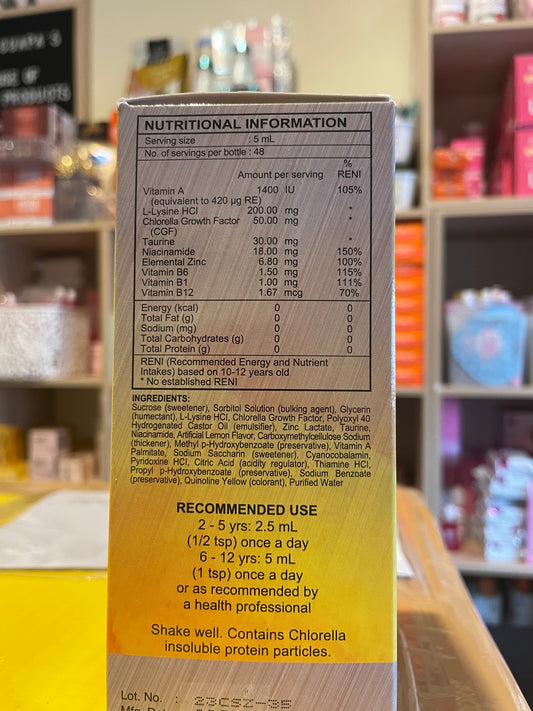 NUTRITIONAL INFORMATION
Serving size : 5 mL
No. of servings per bottle : 48
Amount per serving % RENI
Vitamin A 1400 IU 105%
(equivalent to 420 µg RE)
L-Lysine HCl 200.00 mg *
Chlorella Growth Factor 50.00 mg *
(CGF)
Taurine 30.00 mg *
Niacinamide 18.00 mg 150%
Elemental Zinc 6.80 mg 100%
Vitamin B6 1.50 mg 115%
Vitamin B1 1.00 mg 111%
Vitamin B12 1.67 mcg 70%
Energy (kcal) 0 0
Total Fat (g) 0 0
Sodium (mg) 0 0
Total Carbohydrates (g) 0 0
Total Protein (g) 0 0
RENI (Recommended Energy and Nutrient
Intakes) based on 10-12 years old
* No established RENI
INGREDIENTS:
Sucrose (sweetener), Sorbitol Solution (bulking agent), Glycerin
(humectant), L-Lysine HCl, Chlorella Growth Factor, Polyoxyl 40
Hydrogenated Castor Oil (emulsifier), Zinc Lactate, Taurine,
Niacinamide, Artificial Lemon Flavor, Carboxymethylcellulose Sodium
(thickener), Methyl p-Hydroxybenzoate (preservative), Vitamin A
Palmitate, Sodium Saccharin (sweetener), Cyanocobalamin,
Pyridoxine HCl, Citric Acid (acidity regulator), Thiamine HCl,
Propyl p-Hydroxybenzoate (preservative), Sodium Benzoate
(preservative), Quinoline Yellow (colorant), Purified Water
RECOMMENDED USE
2 - 5 yrs: 2.5 mL
(1/2 tsp) once a day
6 - 12 yrs: 5 mL
(1 tsp) once a day
or as recommended by
a health professional
Shake well. Contains Chlorella
insoluble protein particles.
Lot. No. : 23CSZ-35